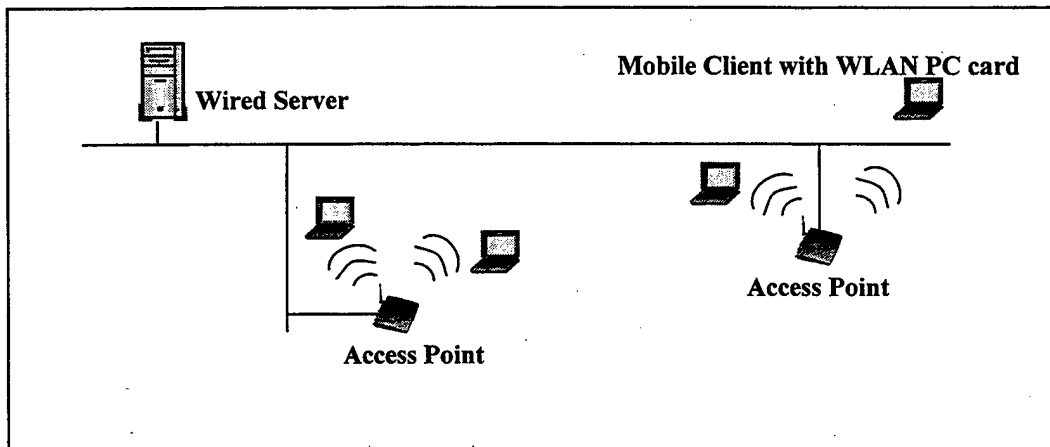 Mobile Client with WLAN PC card
Wired Server
Access Point
Access Point